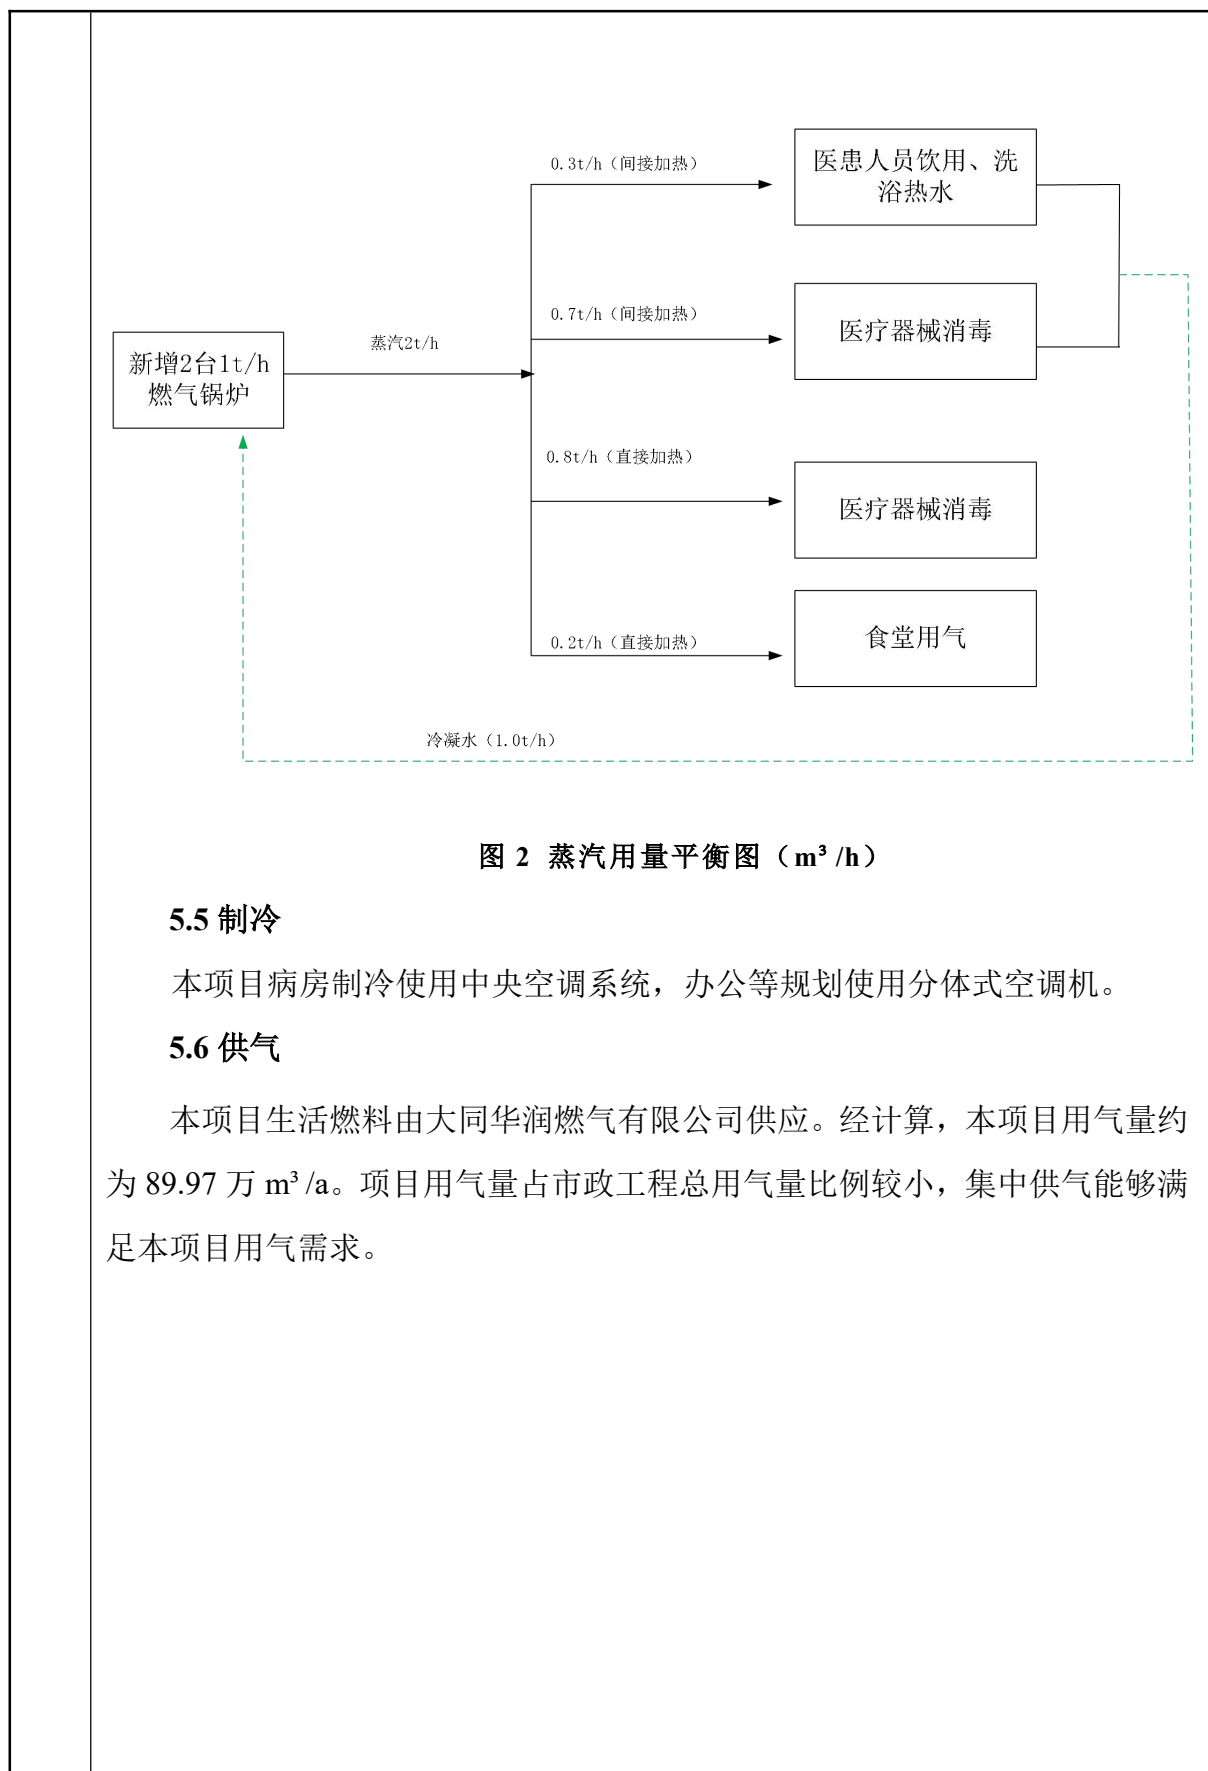 0.3t/h（间接加热）
医患人员饮用、洗
浴热水
0.7t/h（间接加热）
医疗器械消毒
蒸汽2t/h
新增2台1t/h
燃气锅炉
0.8t/h（直接加热）
医疗器械消毒
0.2t/h（直接加热）
食堂用气
冷凝水（1.0t/h）
图 2 蒸汽用量平衡图（m³/h）
5.5 制冷
本项目病房制冷使用中央空调系统，办公等规划使用分体式空调机。
5.6 供气
本项目生活燃料由大同华润燃气有限公司供应。经计算，本项目用气量约
为 89.97 万 m³/a。项目用气量占市政工程总用气量比例较小，集中供气能够满
足本项目用气需求。